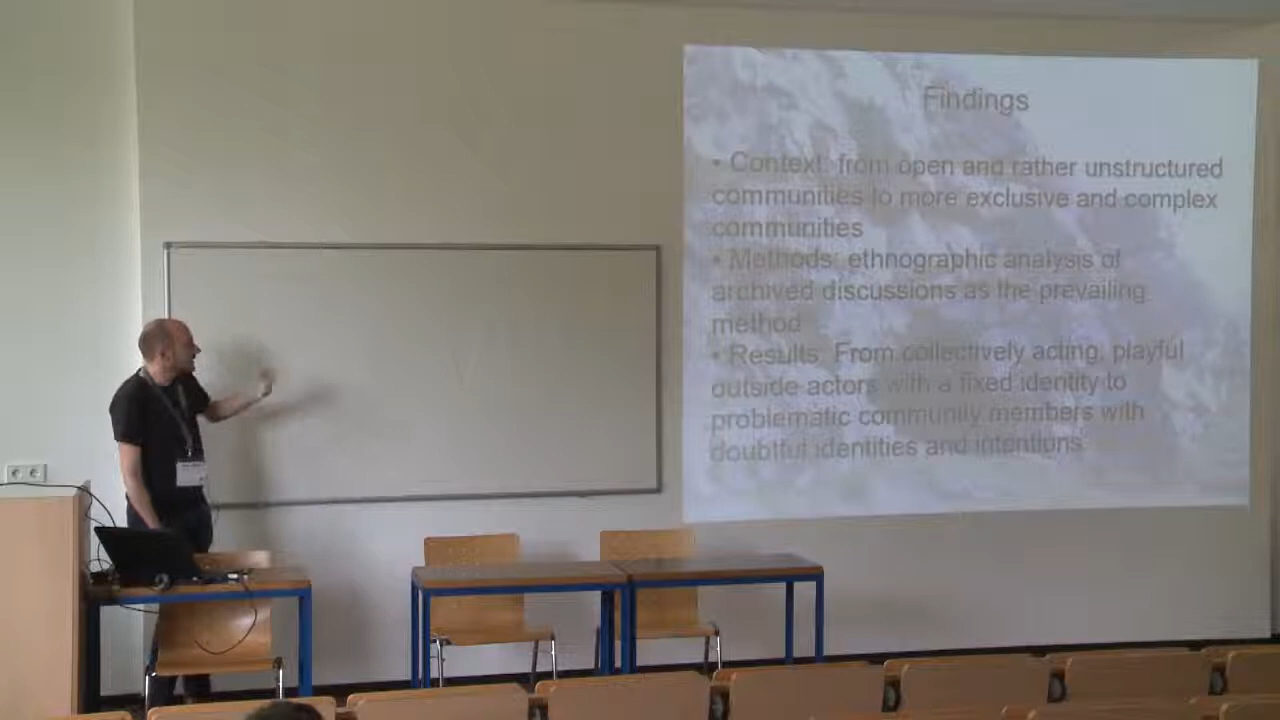 Findings
• Context: from open and rather unstructured
communities to more exclusive and complex
communities
• Methods: ethnographic analysis of
archived discussions as the prevailing
method
• Results: From collectively acting, playful
outside actors with a fixed identity to
problematic community members with
doubtful identities and intentions